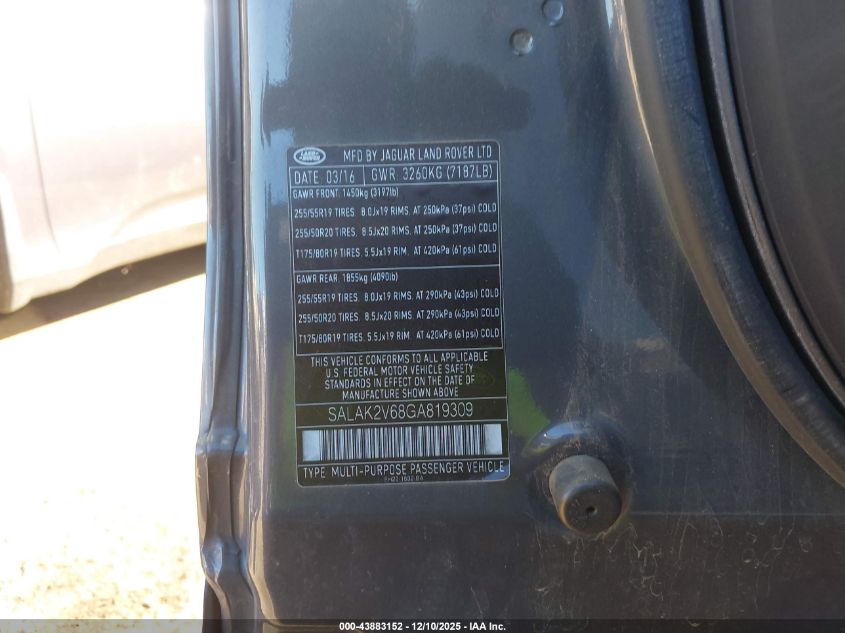 LAND ROVER
MFD BY JAGUAR LAND ROVER LTD
DATE 03/16 GWR 3260KG (7187LB)
GAWR FRONT. 1450kg (3197lb)
255/55R19 TIRES. 8.0Jx19 RIMS. AT 250kPa (37psi) COLD
255/50R20 TIRES. 8.5Jx20 RIMS. AT 250kPa (37psi) COLD
T175/80R19 TIRES. 5.5Jx19 RIM. AT 420kPa (61psi) COLD
GAWR REAR. 1855kg (4090lb)
255/55R19 TIRES. 8.0Jx19 RIMS. AT 290kPa (43psi) COLD
255/50R20 TIRES. 8.5Jx20 RIMS. AT 290kPa (43psi) COLD
T175/80R19 TIRES. 5.5Jx19 RIM. AT 420kPa (61psi) COLD
THIS VEHICLE CONFORMS TO ALL APPLICABLE
U.S. FEDERAL MOTOR VEHICLE SAFETY
STANDARDS IN EFFECT ON THE DATE OF
MANUFACTURE SHOWN ABOVE
SALAK2V68GA819309
TYPE MULTI-PURPOSE PASSENGER VEHICLE
000-43883152 - 12/10/2025 - IAA Inc.